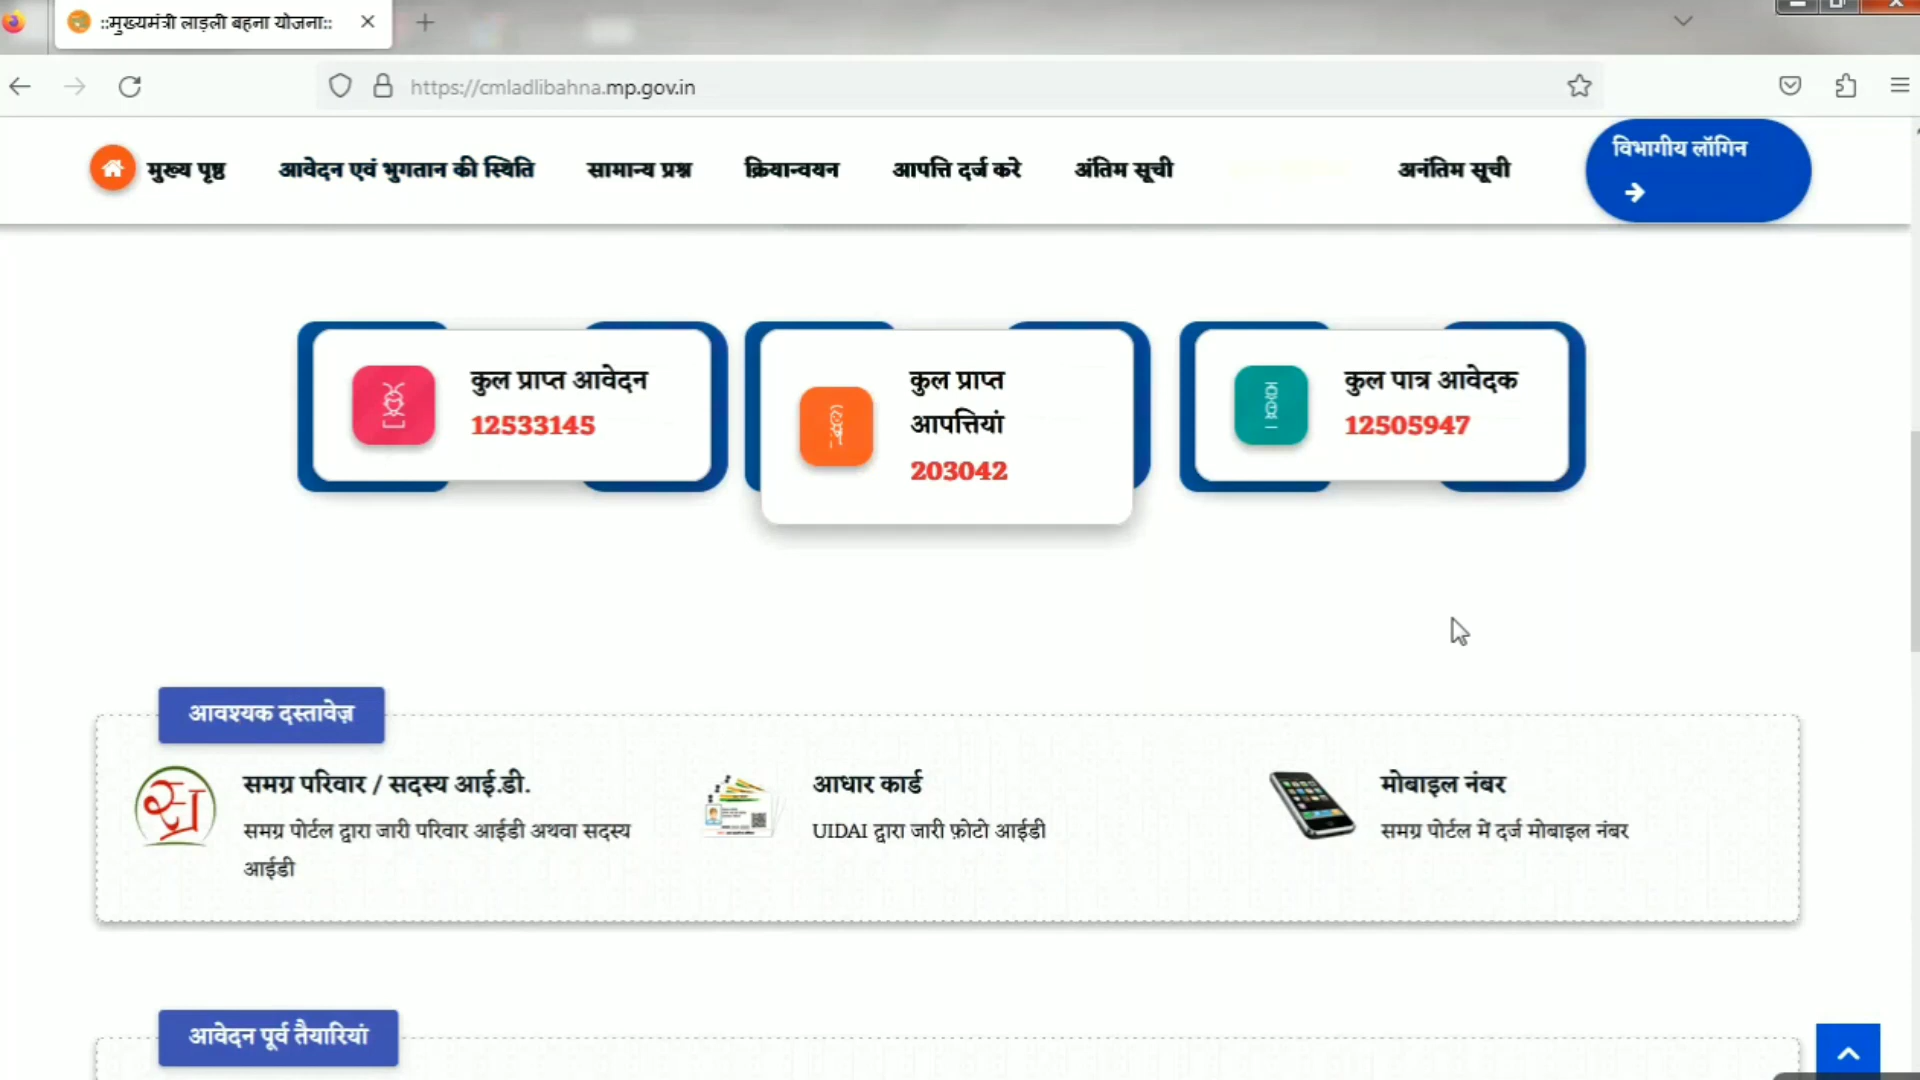 ::मुख्यमंत्री लाड़ली बहना योजना::
https://cmladlibahna.mp.gov.in
मुख्य पृष्ठ
आवेदन एवं भुगतान की स्थिति
सामान्य प्रश्न
क्रियान्वयन
आपत्ति दर्ज करे
अंतिम सूची
अनंतिम सूची
विभागीय लॉगिन
कुल प्राप्त आवेदन
12533145
कुल प्राप्त
आपत्तियां
203042
कुल पात्र आवेदक
12505947
आवश्यक दस्तावेज़
समग्र परिवार / सदस्य आई.डी.
समग्र पोर्टल द्वारा जारी परिवार आईडी अथवा सदस्य
आईडी
आधार कार्ड
UIDAI द्वारा जारी फ़ोटो आईडी
मोबाइल नंबर
समग्र पोर्टल में दर्ज मोबाइल नंबर
आवेदन पूर्व तैयारियां